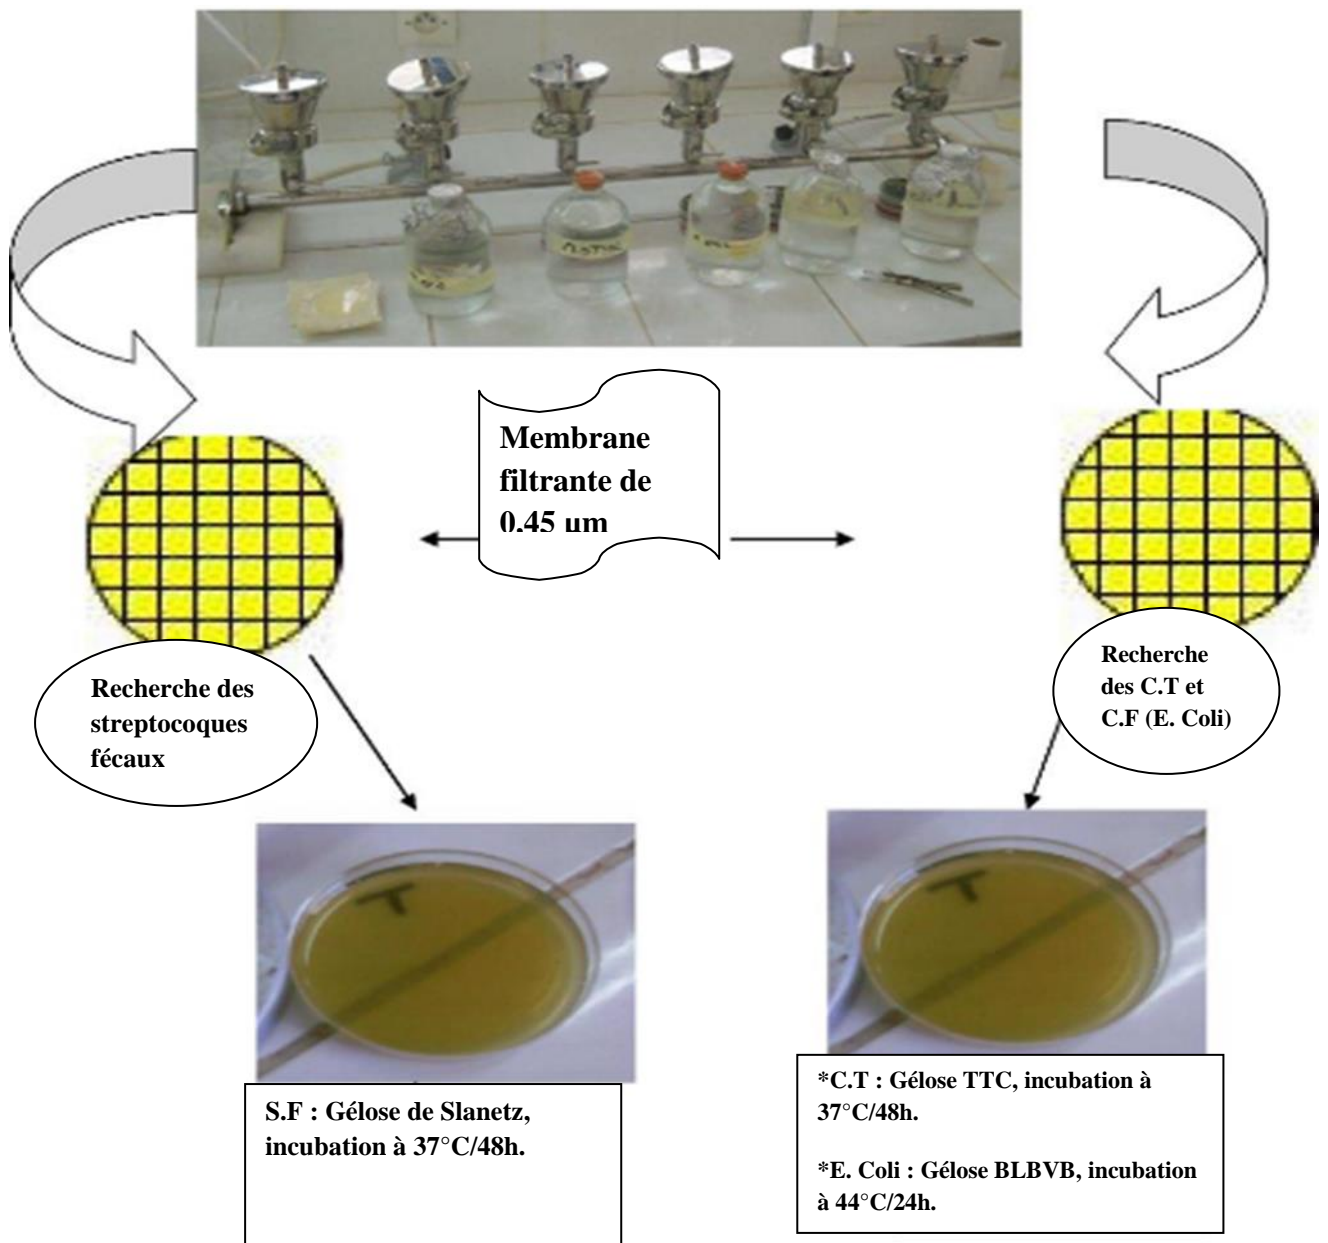 Membrane
filtrante de
0.45 um
Recherche des
streptocoques
fécaux
Recherche
des C.T et
C.F (E. Coli)
T
T
S.F : Gélose de Slanetz,
incubation à 37°C/48h.
*C.T : Gélose TTC, incubation à
37°C/48h.
*E. Coli : Gélose BLBVB, incubation
à 44°C/24h.